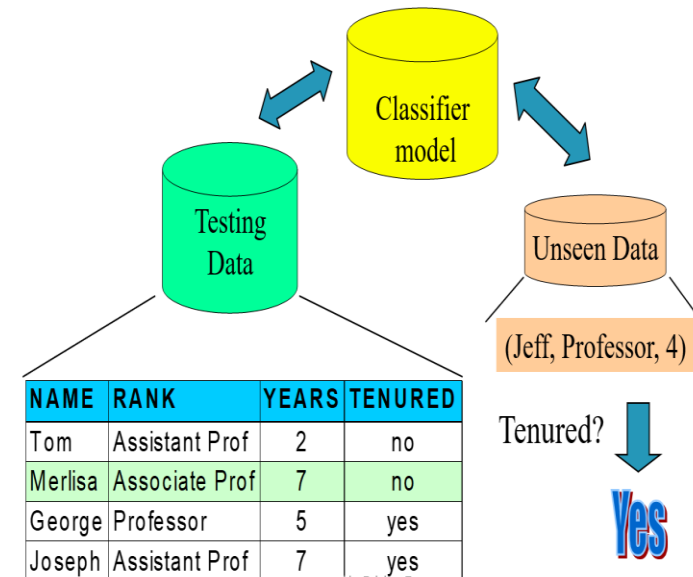 Classifier
model
Testing
Data
Unseen Data
(Jeff, Professor, 4)
NAME RANK YEARS TENURED
Tom Assistant Prof 2 no
Merlisa Associate Prof 7 no
George Professor 5 yes
Joseph Assistant Prof 7 yes
Tenured?
Yes